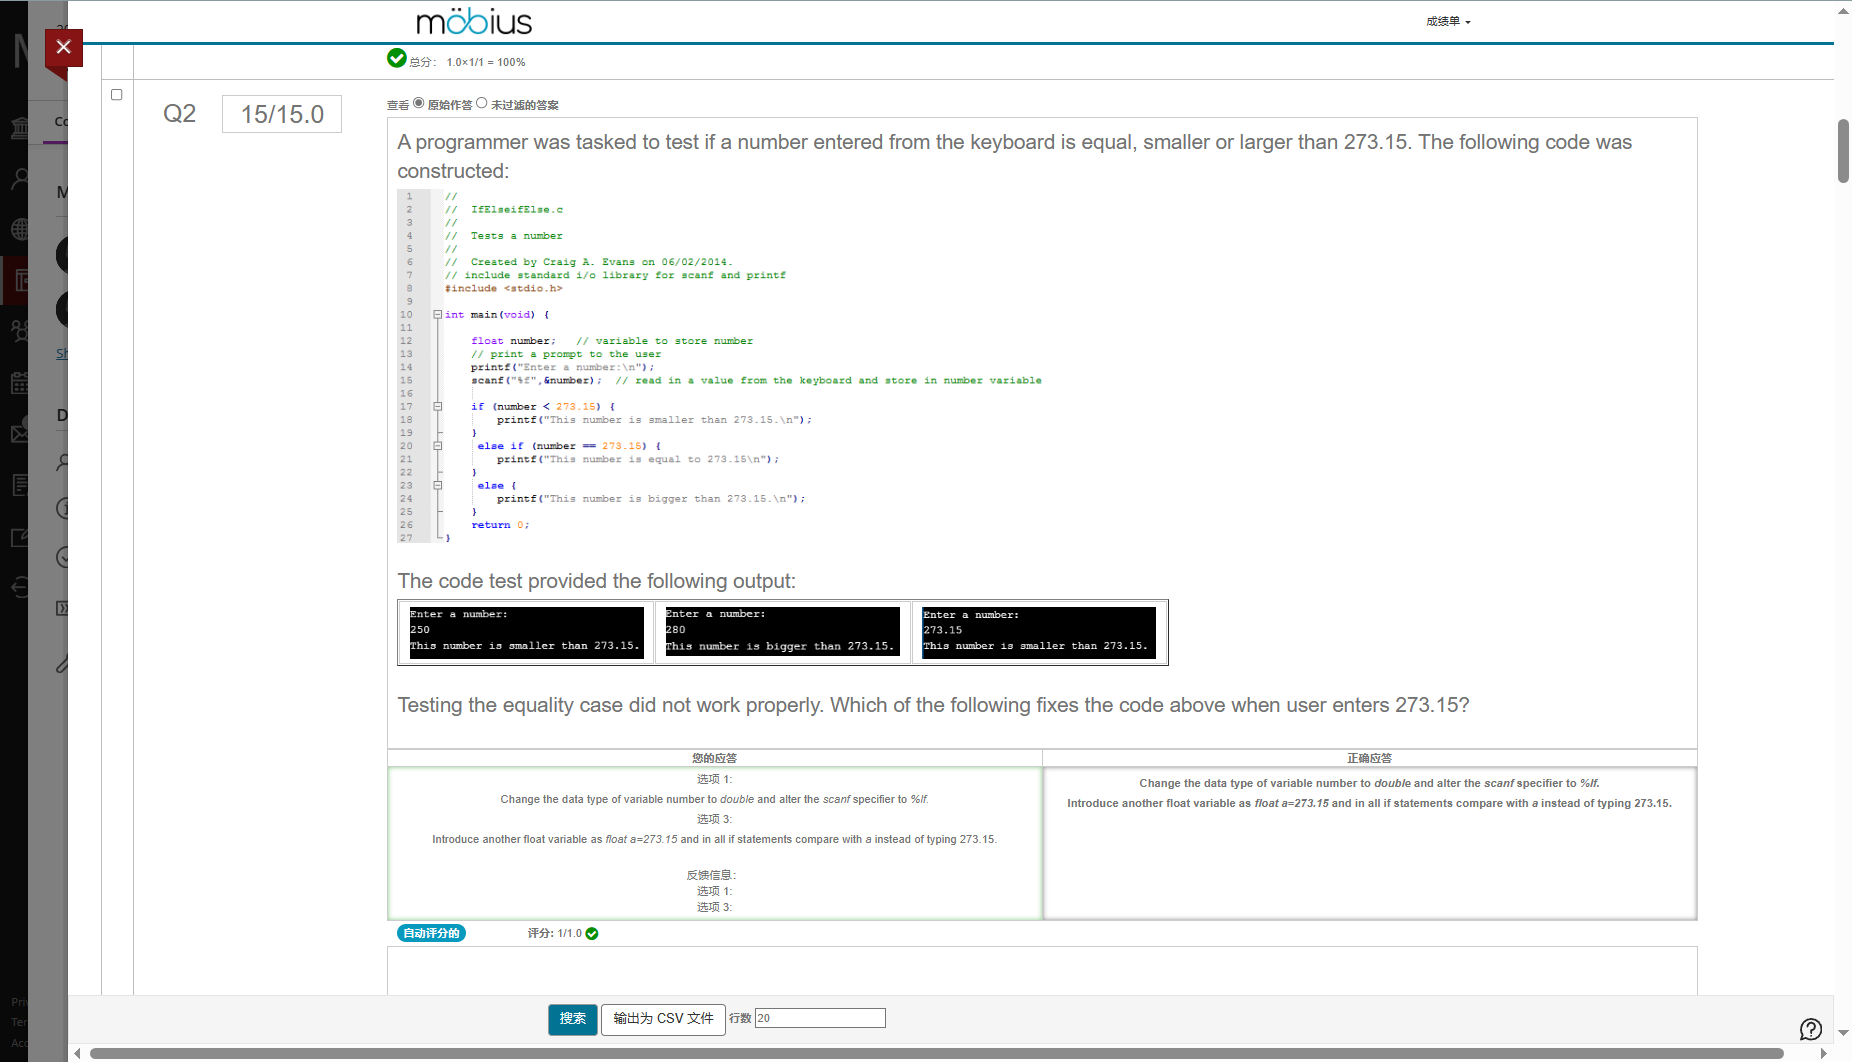 möbius
成绩单
总分: 1.0×1/1 = 100%
Q2
15/15.0
查看 原始作答 未过滤的答案
A programmer was tasked to test if a number entered from the keyboard is equal, smaller or larger than 273.15. The following code was
constructed:
1 //
2 // IfElseifElse.c
3 //
4 // Tests a number
5 //
6 // Created by Craig A. Evans on 06/02/2014.
7 // include standard i/o library for scanf and printf
8 #include <stdio.h>
9
10 int main(void) {
11
12 float number; // variable to store number
13 // print a prompt to the user
14 printf("Enter a number:\n");
15 scanf("%f",&number); // read in a value from the keyboard and store in number variable
16
17 if (number < 273.15) {
18 printf("This number is smaller than 273.15.\n");
19 }
20 else if (number == 273.15) {
21 printf("This number is equal to 273.15\n");
22 }
23 else {
24 printf("This number is bigger than 273.15.\n");
25 }
26 return 0;
27 }
The code test provided the following output:
Enter a number:
250
This number is smaller than 273.15.
Enter a number:
280
This number is bigger than 273.15.
Enter a number:
273.15
This number is smaller than 273.15.
Testing the equality case did not work properly. Which of the following fixes the code above when user enters 273.15?
您的应答
正确应答
选项 1:
Change the data type of variable number to double and alter the scanf specifier to %lf.
选项 3:
Introduce another float variable as float a=273.15 and in all if statements compare with a instead of typing 273.15.
反馈信息:
选项 1:
选项 3:
Change the data type of variable number to double and alter the scanf specifier to %lf.
Introduce another float variable as float a=273.15 and in all if statements compare with a instead of typing 273.15.
自动评分的
评分: 1/1.0
搜索
输出为 CSV 文件
行数 20
Co
M
Sh
D
Priv
Ter
Acc